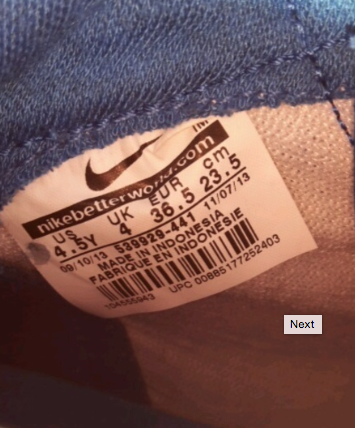 TM
nikebetterworld.com
US UK EUR cm
4.5Y 4 36.5 23.5
09/10/13 539929-441 11/07/13
MADE IN INDONESIA
FABRIQUE EN INDONESIE
UPC 00885177252403
Next